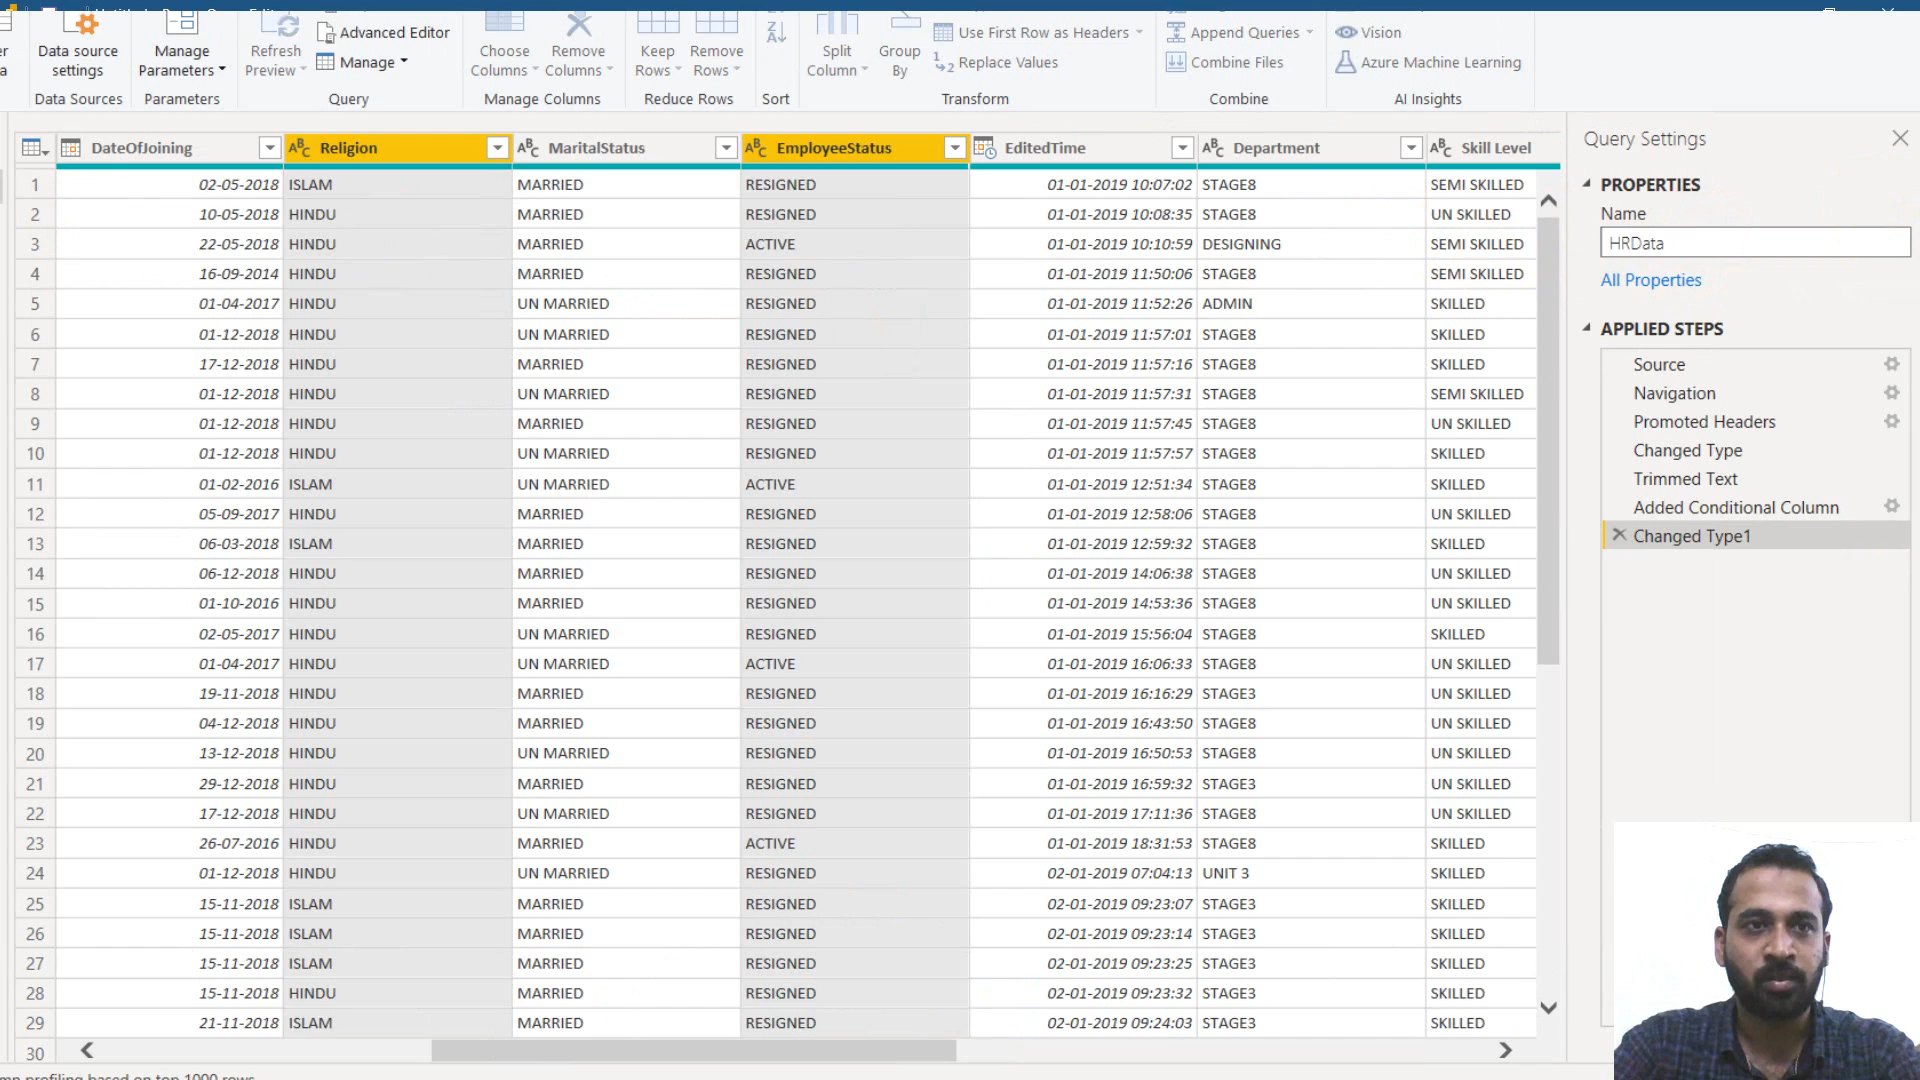 Data source settings
Data Sources
Manage Parameters
Parameters
Refresh Preview
Advanced Editor
Manage
Query
Choose Columns
Remove Columns
Manage Columns
Keep Rows
Remove Rows
Reduce Rows
Sort
Split Column
Group By
Use First Row as Headers
Replace Values
Transform
Append Queries
Combine Files
Combine
Vision
Azure Machine Learning
AI Insights
DateOfJoining Religion MaritalStatus EmployeeStatus EditedTime Department Skill Level
1 02-05-2018 ISLAM MARRIED RESIGNED 01-01-2019 10:07:02 STAGE8 SEMI SKILLED
2 10-05-2018 HINDU MARRIED RESIGNED 01-01-2019 10:08:35 STAGE8 UN SKILLED
3 22-05-2018 HINDU MARRIED ACTIVE 01-01-2019 10:10:59 DESIGNING SEMI SKILLED
4 16-09-2014 HINDU MARRIED RESIGNED 01-01-2019 11:50:06 STAGE8 SEMI SKILLED
5 01-04-2017 HINDU UN MARRIED RESIGNED 01-01-2019 11:52:26 ADMIN SKILLED
6 01-12-2018 HINDU UN MARRIED RESIGNED 01-01-2019 11:57:01 STAGE8 SKILLED
7 17-12-2018 HINDU MARRIED RESIGNED 01-01-2019 11:57:16 STAGE8 SKILLED
8 01-12-2018 HINDU UN MARRIED RESIGNED 01-01-2019 11:57:31 STAGE8 SEMI SKILLED
9 01-12-2018 HINDU MARRIED RESIGNED 01-01-2019 11:57:45 STAGE8 UN SKILLED
10 01-12-2018 HINDU UN MARRIED RESIGNED 01-01-2019 11:57:57 STAGE8 SKILLED
11 01-02-2016 ISLAM UN MARRIED ACTIVE 01-01-2019 12:51:34 STAGE8 SKILLED
12 05-09-2017 HINDU MARRIED RESIGNED 01-01-2019 12:58:06 STAGE8 UN SKILLED
13 06-03-2018 ISLAM MARRIED RESIGNED 01-01-2019 12:59:32 STAGE8 SKILLED
14 06-12-2018 HINDU MARRIED RESIGNED 01-01-2019 14:06:38 STAGE8 UN SKILLED
15 01-10-2016 HINDU MARRIED RESIGNED 01-01-2019 14:53:36 STAGE8 UN SKILLED
16 02-05-2017 HINDU UN MARRIED RESIGNED 01-01-2019 15:56:04 STAGE8 SKILLED
17 01-04-2017 HINDU UN MARRIED ACTIVE 01-01-2019 16:06:33 STAGE8 UN SKILLED
18 19-11-2018 HINDU MARRIED RESIGNED 01-01-2019 16:16:29 STAGE3 UN SKILLED
19 04-12-2018 HINDU MARRIED RESIGNED 01-01-2019 16:43:50 STAGE8 UN SKILLED
20 13-12-2018 HINDU UN MARRIED RESIGNED 01-01-2019 16:50:53 STAGE8 UN SKILLED
21 29-12-2018 HINDU MARRIED RESIGNED 01-01-2019 16:59:32 STAGE3 UN SKILLED
22 17-12-2018 HINDU UN MARRIED RESIGNED 01-01-2019 17:11:36 STAGE8 UN SKILLED
23 26-07-2016 HINDU MARRIED ACTIVE 01-01-2019 18:31:53 STAGE8 SKILLED
24 01-12-2018 HINDU UN MARRIED RESIGNED 02-01-2019 07:04:13 UNIT 3 SKILLED
25 15-11-2018 ISLAM MARRIED RESIGNED 02-01-2019 09:23:07 STAGE3 SKILLED
26 15-11-2018 ISLAM MARRIED RESIGNED 02-01-2019 09:23:14 STAGE3 SKILLED
27 15-11-2018 ISLAM MARRIED RESIGNED 02-01-2019 09:23:25 STAGE3 SKILLED
28 15-11-2018 HINDU MARRIED RESIGNED 02-01-2019 09:23:32 STAGE3 SKILLED
29 21-11-2018 ISLAM MARRIED RESIGNED 02-01-2019 09:24:03 STAGE3 SKILLED
30
profiling based on top 1000 rows
Query Settings
PROPERTIES
Name
HRData
All Properties
APPLIED STEPS
Source
Navigation
Promoted Headers
Changed Type
Trimmed Text
Added Conditional Column
Changed Type1